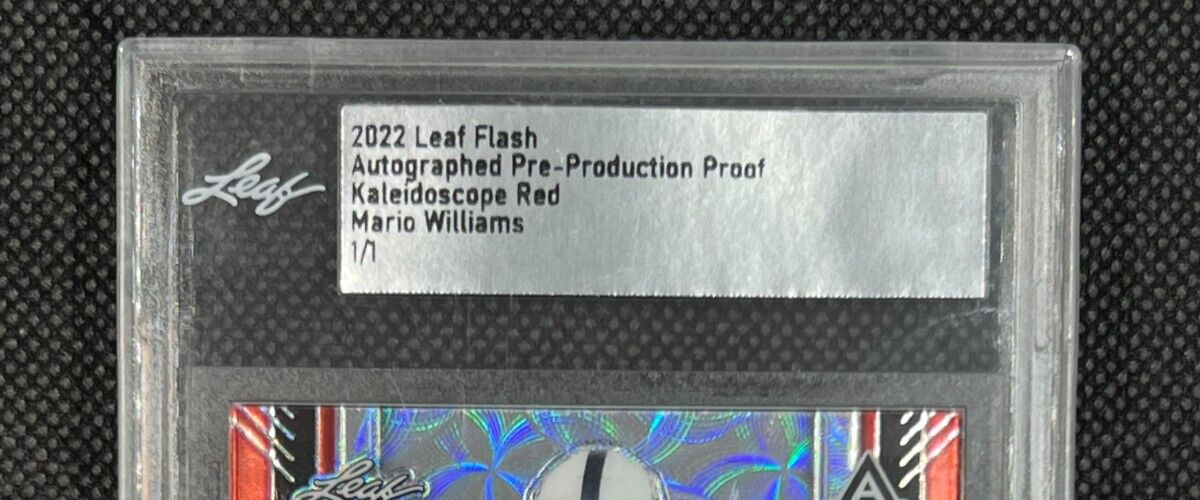 Leaf
2022 Leaf Flash
Autographed Pre-Production Proof
Kaleidoscope Red
Mario Williams
1/1
Leaf
A